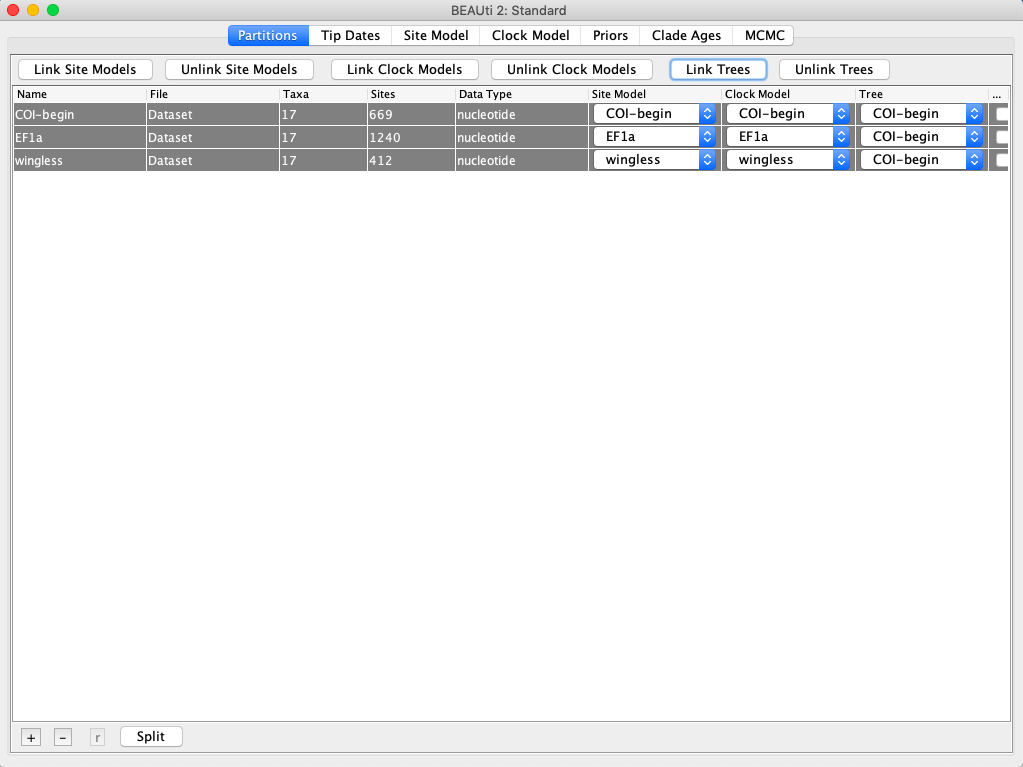 BEAUti 2: Standard
Partitions Tip Dates Site Model Clock Model Priors Clade Ages MCMC
Link Site Models Unlink Site Models Link Clock Models Unlink Clock Models Link Trees Unlink Trees
Name File Taxa Sites Data Type Site Model Clock Model Tree ...
COI-begin Dataset 17 669 nucleotide COI-begin COI-begin COI-begin
EF1a Dataset 17 1240 nucleotide EF1a EF1a COI-begin
wingless Dataset 17 412 nucleotide wingless wingless COI-begin
+ - r Split